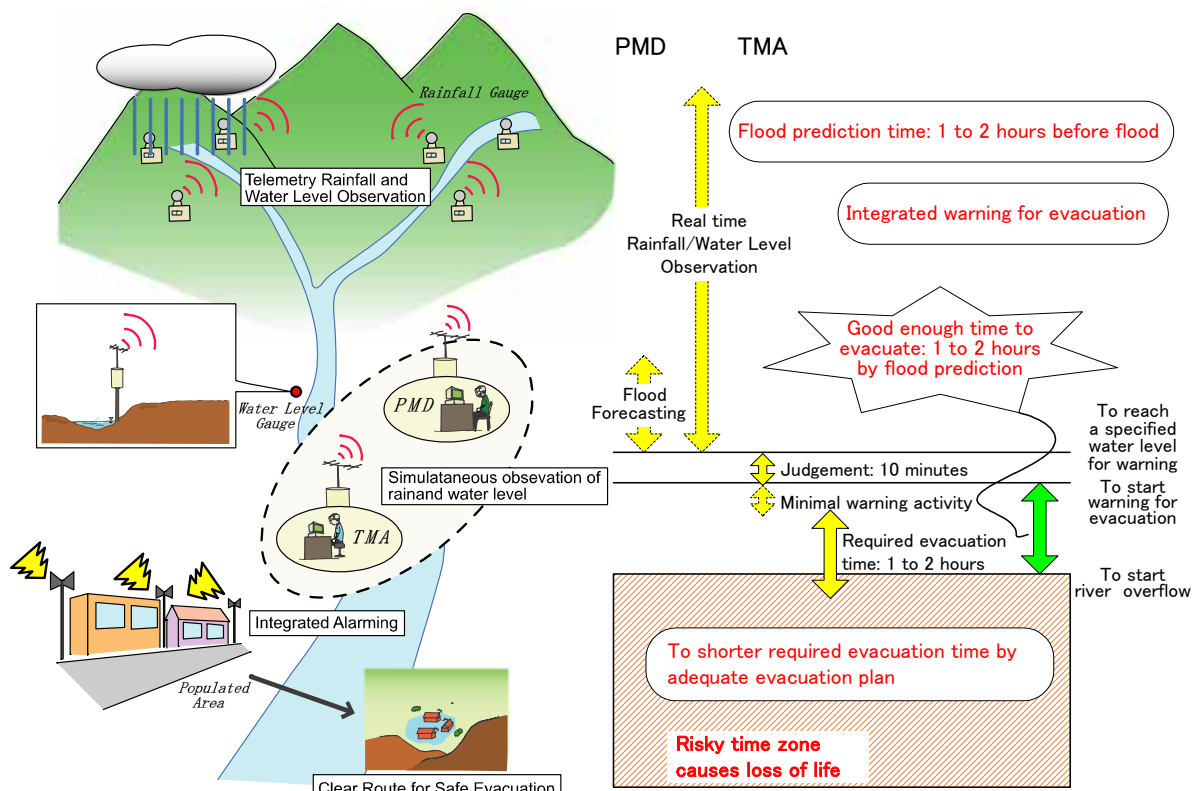 PMD TMA
Rainfall Gauge
Telemetry Rainfall and
Water Level Observation
Water Level
Gauge
PMD
Simulataneous obsevation of
rainand water level
TMA
Integrated Alarming
Populated
Area
Clear Route for Safe Evacuation
Flood prediction time: 1 to 2 hours before flood
Integrated warning for evacuation
Real time
Rainfall/Water Level
Observation
Good enough time to
evacuate: 1 to 2 hours
by flood prediction
Flood
Forecasting
To reach
a specified
water level
for warning
Judgement: 10 minutes
To start
warning for
evacuation
Minimal warning activity
Required evacuation
time: 1 to 2 hours
To start
river overflow
To shorter required evacuation time by
adequate evacuation plan
Risky time zone
causes loss of life